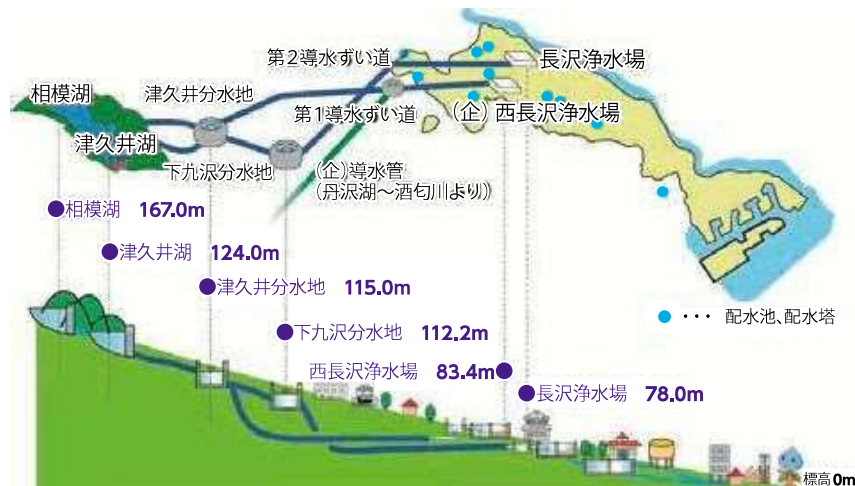 第2導水ずい道
長沢浄水場
相模湖
津久井分水地
第1導水ずい道
(企)西長沢浄水場
津久井湖
下九沢分水地
(企)導水管
(丹沢湖～酒匂川より)
●相模湖 167.0m
●津久井湖 124.0m
●津久井分水地 115.0m
●下九沢分水地 112.2m
西長沢浄水場 83.4m●
●長沢浄水場 78.0m
●･･･ 配水池、配水塔
標高0m